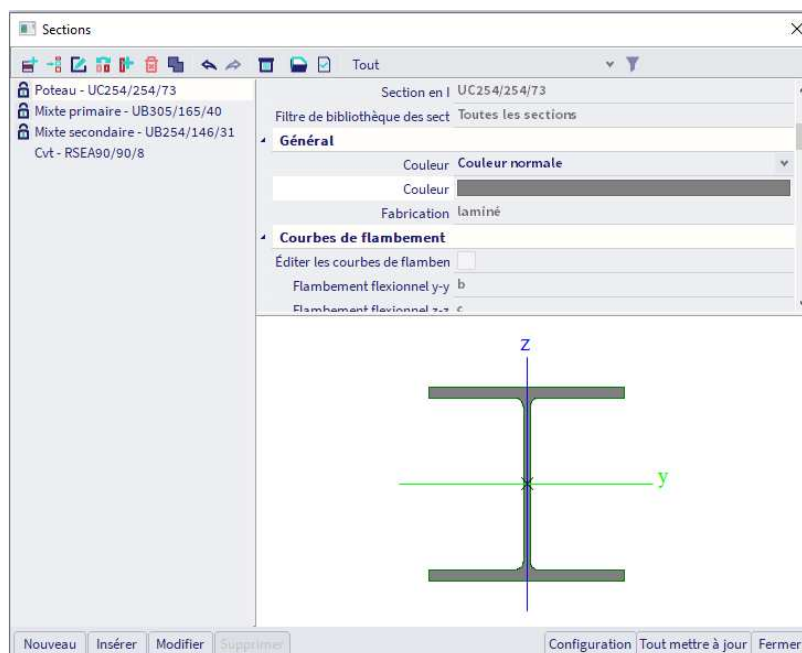 Sections
Tout
Poteau - UC254/254/73
Mixte primaire - UB305/165/40
Mixte secondaire - UB254/146/31
Cvt - RSEA90/90/8
Section en I UC254/254/73
Filtre de bibliothèque des sect Toutes les sections
Général
Couleur Couleur normale
Couleur
Fabrication laminé
Courbes de flambement
Éditer les courbes de flamben
Flambement flexionnel y-y b
Flambement flexionnel z-z c
z
y
Nouveau Insérer Modifier Supprimer Configuration Tout mettre à jour Fermer